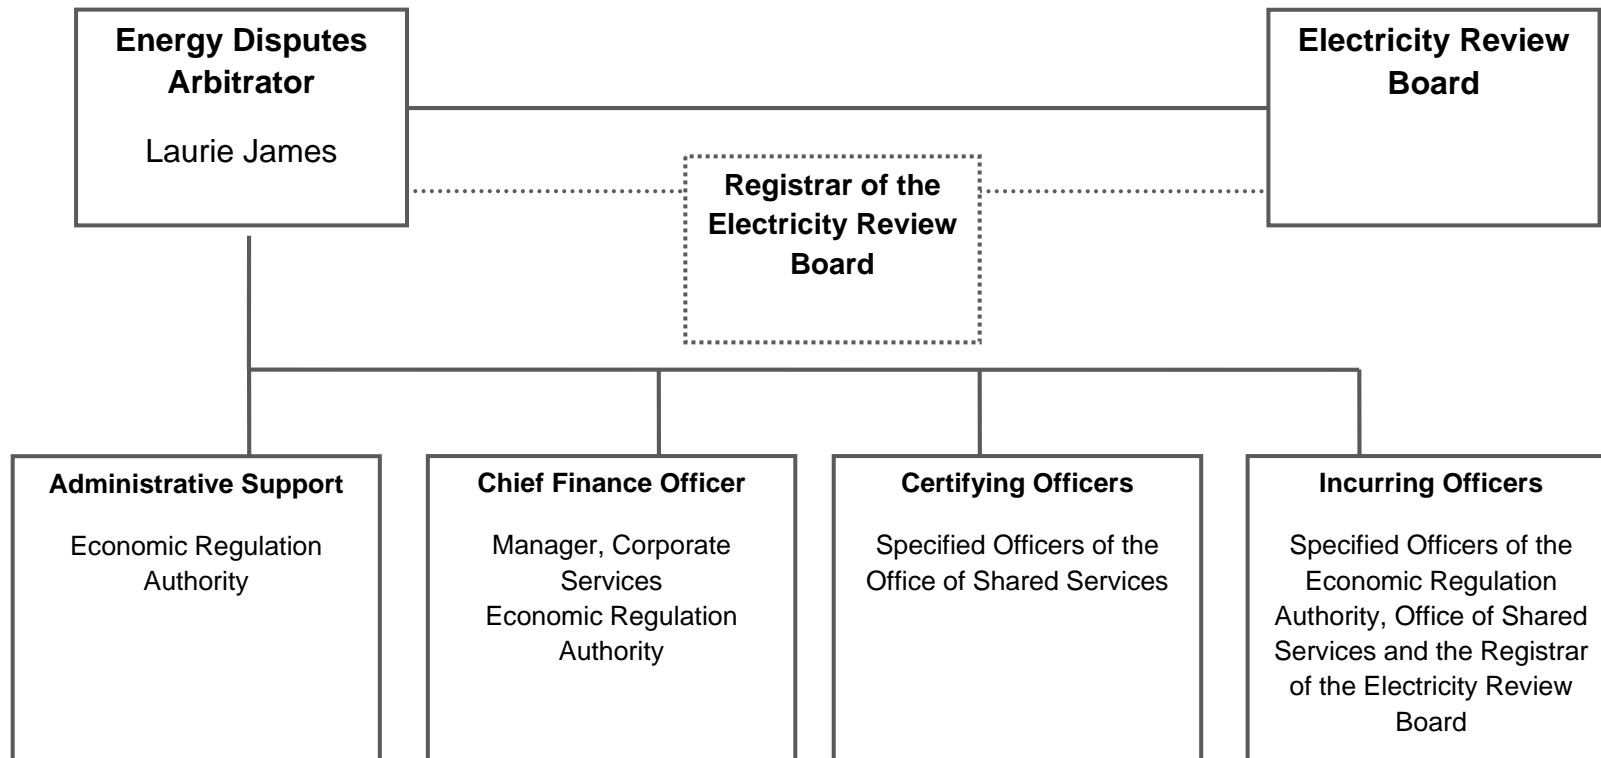 Energy Disputes
Arbitrator
Laurie James
Electricity Review
Board
Registrar of the
Electricity Review
Board
Administrative Support
Economic Regulation
Authority
Chief Finance Officer
Manager, Corporate
Services
Economic Regulation
Authority
Certifying Officers
Specified Officers of the
Office of Shared Services
Incurring Officers
Specified Officers of the
Economic Regulation
Authority, Office of Shared
Services and the Registrar
of the Electricity Review
Board